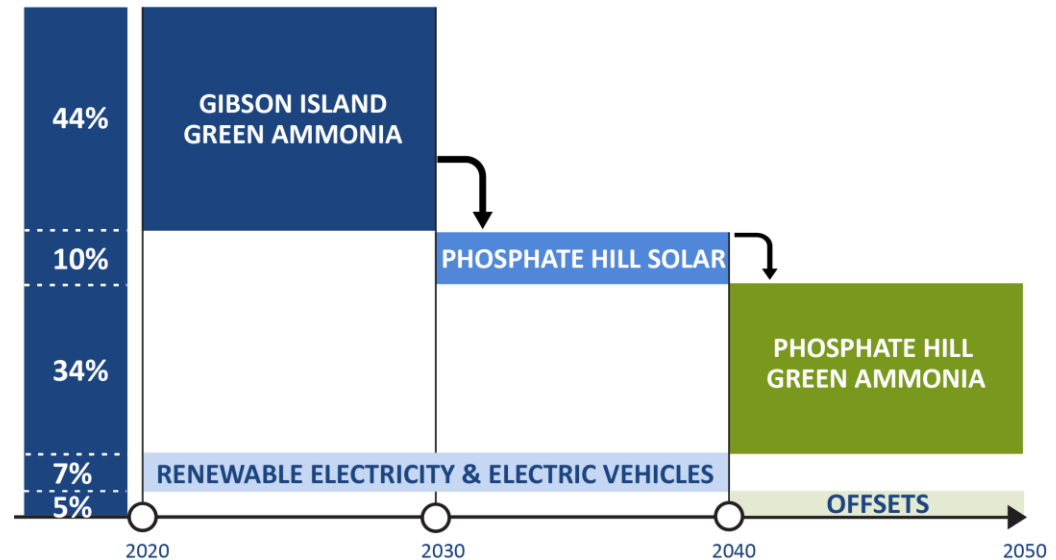 44%
GIBSON ISLAND
GREEN AMMONIA
10%
PHOSPHATE HILL SOLAR
34%
PHOSPHATE HILL
GREEN AMMONIA
7%
RENEWABLE ELECTRICITY & ELECTRIC VEHICLES
5%
OFFSETS
2020
2030
2040
2050